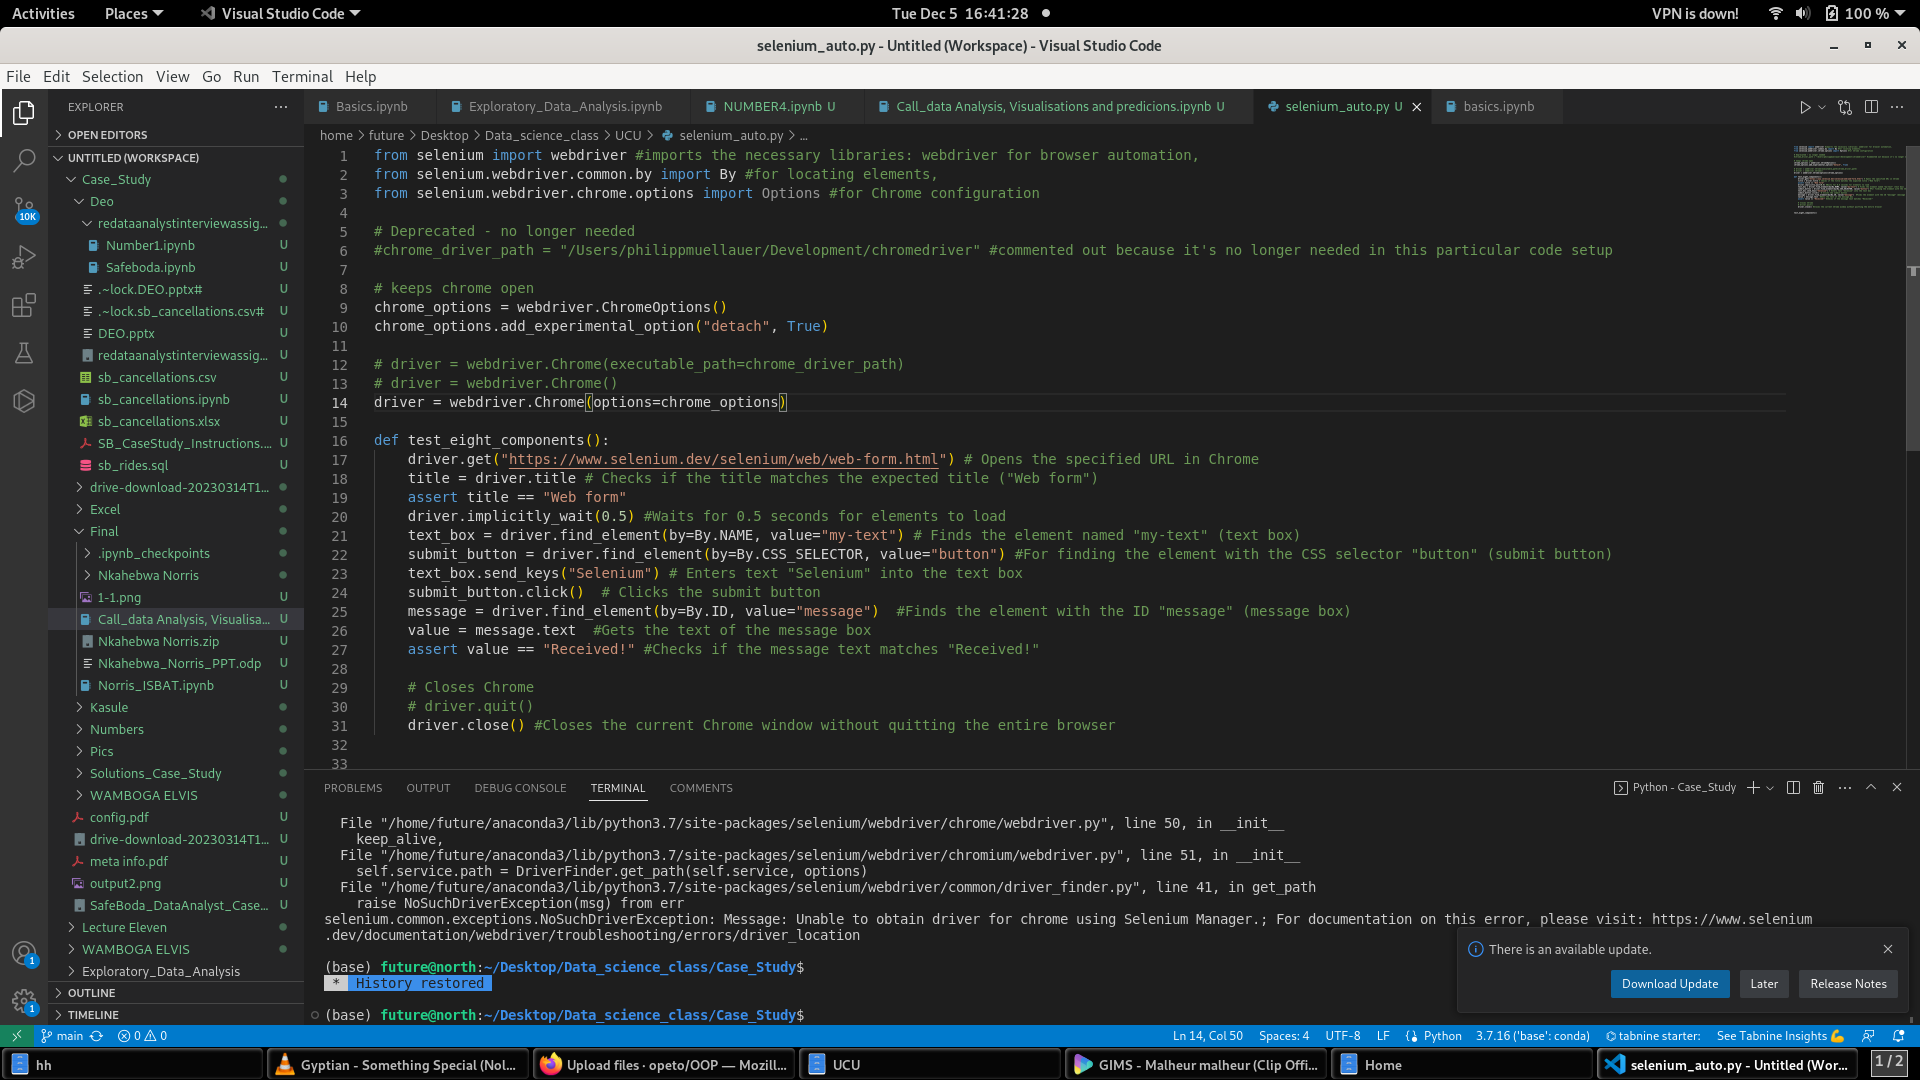 Activities Places Visual Studio Code Tue Dec 5 16:41:28 VPN is down! 100 %
selenium_auto.py - Untitled (Workspace) - Visual Studio Code
File Edit Selection View Go Run Terminal Help
EXPLORER
OPEN EDITORS
UNTITLED (WORKSPACE)
Case_Study
Deo
redataanalystinterviewassig...
Number1.ipynb U
Safeboda.ipynb U
.~lock.DEO.pptx# U
.~lock.sb_cancellations.csv# U
DEO.pptx U
redataanalystinterviewassig... U
sb_cancellations.csv U
sb_cancellations.ipynb U
sb_cancellations.xlsx U
SB_CaseStudy_Instructions.... U
sb_rides.sql U
drive-download-20230314T1...
Excel
Final
.ipynb_checkpoints
Nkahebwa Norris
1-1.png U
Call_data Analysis, Visualisa... U
Nkahebwa Norris.zip U
Nkahebwa_Norris_PPT.odp U
Norris_ISBAT.ipynb U
Kasule
Numbers
Pics
Solutions_Case_Study
WAMBOGA ELVIS
config.pdf U
drive-download-20230314T1... U
meta info.pdf U
output2.png U
SafeBoda_DataAnalyst_Case... U
Lecture Eleven
WAMBOGA ELVIS
Exploratory_Data_Analysis
OUTLINE
TIMELINE
10K
1
1
Basics.ipynb Exploratory_Data_Analysis.ipynb NUMBER4.ipynb U Call_data Analysis, Visualisations and predicions.ipynb U selenium_auto.py U basics.ipynb
home > future > Desktop > Data_science_class > UCU > selenium_auto.py > ...
1 from selenium import webdriver #imports the necessary libraries: webdriver for browser automation,
2 from selenium.webdriver.common.by import By #for locating elements,
3 from selenium.webdriver.chrome.options import Options #for Chrome configuration
4
5 # Deprecated - no longer needed
6 #chrome_driver_path = "/Users/philippmuellauer/Development/chromedriver" #commented out because it's no longer needed in this particular code setup
7
8 # keeps chrome open
9 chrome_options = webdriver.ChromeOptions()
10 chrome_options.add_experimental_option("detach", True)
11
12 # driver = webdriver.Chrome(executable_path=chrome_driver_path)
13 # driver = webdriver.Chrome()
14 driver = webdriver.Chrome(options=chrome_options)
15
16 def test_eight_components():
17 driver.get("https://www.selenium.dev/selenium/web/web-form.html") # Opens the specified URL in Chrome
18 title = driver.title # Checks if the title matches the expected title ("Web form")
19 assert title == "Web form"
20 driver.implicitly_wait(0.5) #Waits for 0.5 seconds for elements to load
21 text_box = driver.find_element(by=By.NAME, value="my-text") # Finds the element named "my-text" (text box)
22 submit_button = driver.find_element(by=By.CSS_SELECTOR, value="button") #For finding the element with the CSS selector "button" (submit button)
23 text_box.send_keys("Selenium") # Enters text "Selenium" into the text box
24 submit_button.click() # Clicks the submit button
25 message = driver.find_element(by=By.ID, value="message") #Finds the element with the ID "message" (message box)
26 value = message.text #Gets the text of the message box
27 assert value == "Received!" #Checks if the message text matches "Received!"
28
29 # Closes Chrome
30 # driver.quit()
31 driver.close() #Closes the current Chrome window without quitting the entire browser
32
33
PROBLEMS OUTPUT DEBUG CONSOLE TERMINAL COMMENTS Python - Case_Study
File "/home/future/anaconda3/lib/python3.7/site-packages/selenium/webdriver/chrome/webdriver.py", line 50, in __init__
keep_alive,
File "/home/future/anaconda3/lib/python3.7/site-packages/selenium/webdriver/chromium/webdriver.py", line 51, in __init__
self.service.path = DriverFinder.get_path(self.service, options)
File "/home/future/anaconda3/lib/python3.7/site-packages/selenium/webdriver/common/driver_finder.py", line 41, in get_path
raise NoSuchDriverException(msg) from err
selenium.common.exceptions.NoSuchDriverException: Message: Unable to obtain driver for chrome using Selenium Manager.; For documentation on this error, please visit: https://www.selenium
.dev/documentation/webdriver/troubleshooting/errors/driver_location
(base) future@north:~/Desktop/Data_science_class/Case_Study$
* History restored
(base) future@north:~/Desktop/Data_science_class/Case_Study$
There is an available update.
Download Update Later Release Notes
main 0 0 Ln 14, Col 50 Spaces: 4 UTF-8 LF Python 3.7.16 ('base': conda) tabnine starter: See Tabnine Insights
hh Gyptian - Something Special (Nol... Upload files · opeto/OOP — Mozill... UCU GIMS - Malheur malheur (Clip Offi... Home selenium_auto.py - Untitled (Wor... 1 / 2